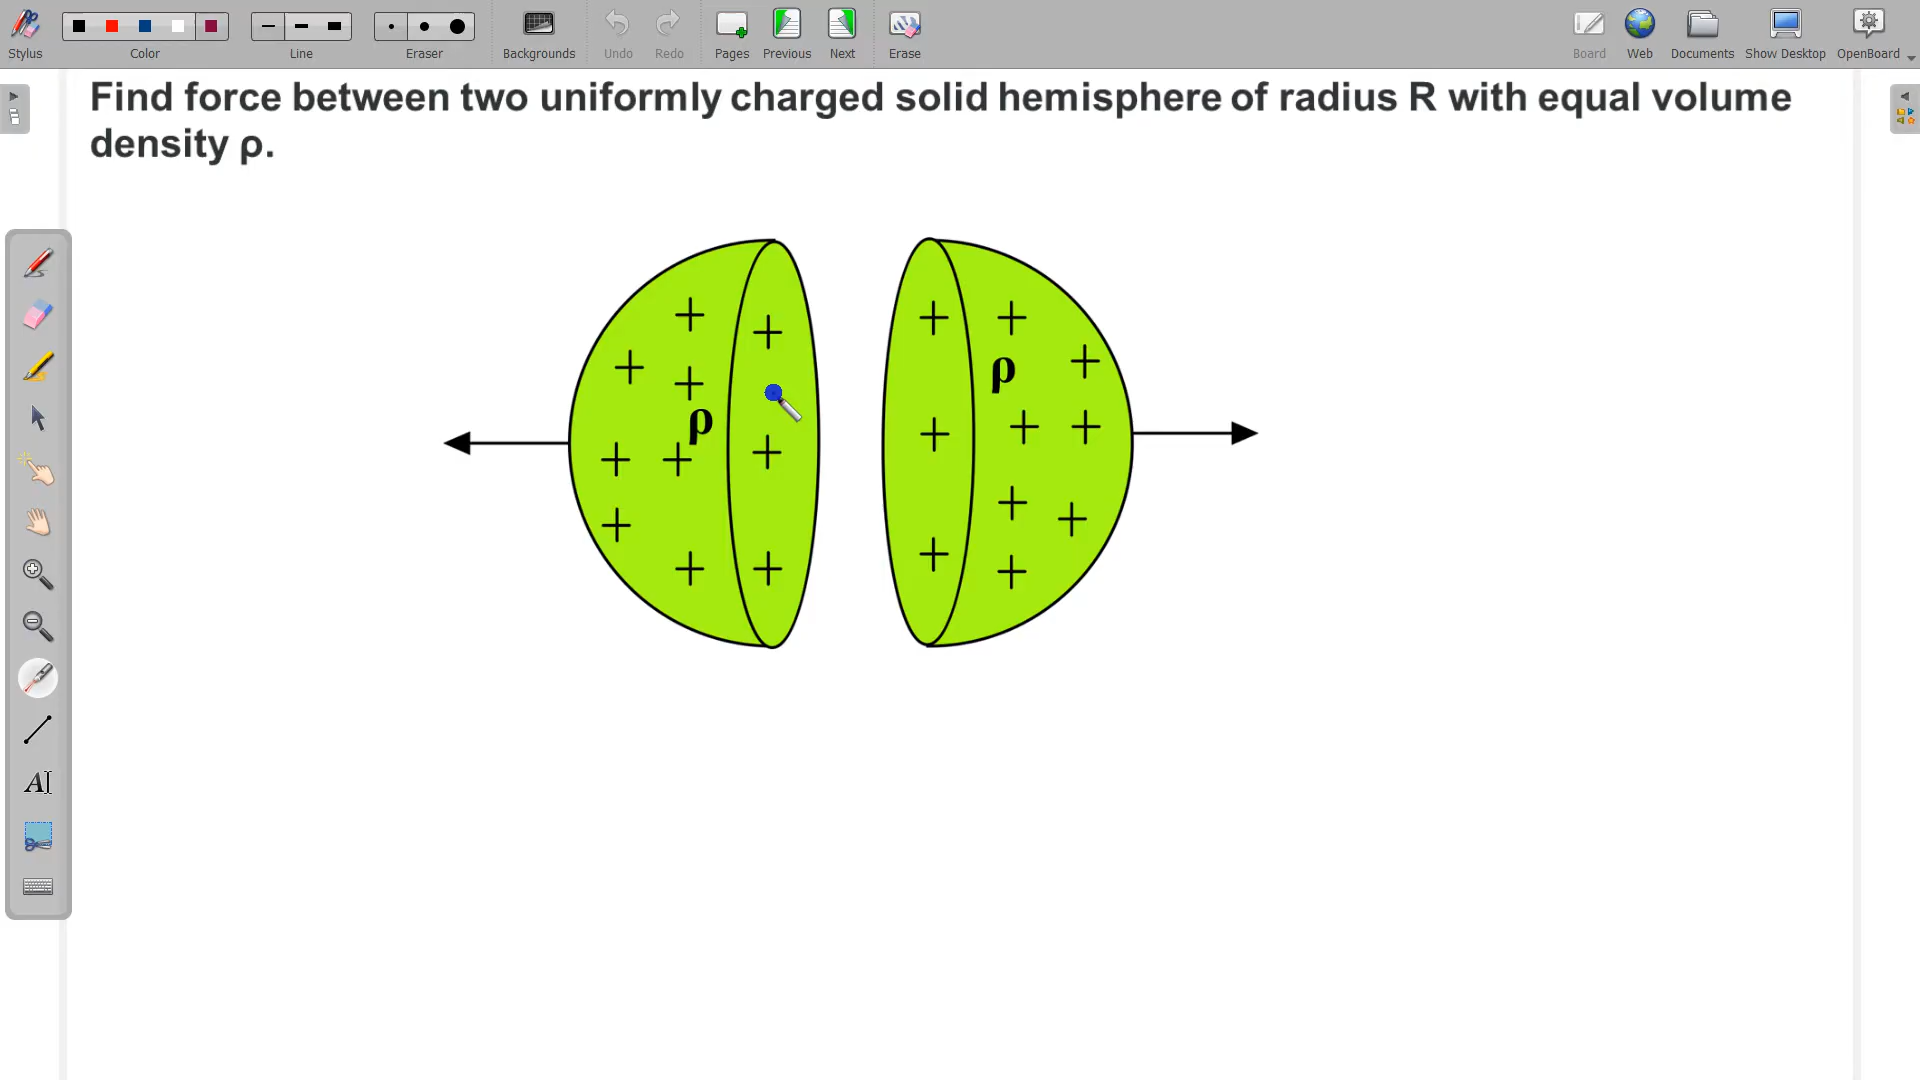 Stylus Color Line Eraser Backgrounds Undo Redo Pages Previous Next Erase Board Web Documents Show Desktop OpenBoard
Find force between two uniformly charged solid hemisphere of radius R with equal volume
density ρ.
+ +
+ +
+ +
+ ρ
+ +
ρ
+ + +
+ + +
+ +
+ +
+ +
+ + +
AI